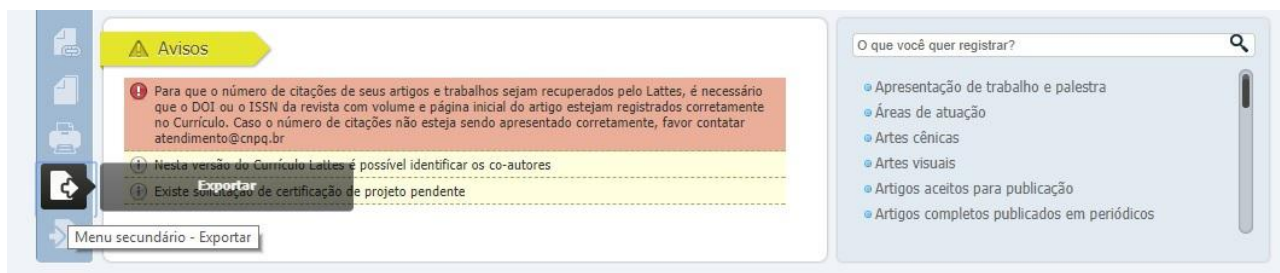 Avisos
Para que o número de citações de seus artigos e trabalhos sejam recuperados pelo Lattes, é necessário
que o DOI ou o ISSN da revista com volume e página inicial do artigo estejam registrados corretamente
no Currículo. Caso o número de citações não esteja sendo apresentado corretamente, favor contatar
atendimento@cnpq.br
Nesta versão do Currículo Lattes é possível identificar os co-autores
Existe solicitação de certificação de projeto pendente
Exportar
Menu secundário - Exportar
O que você quer registrar?
Apresentação de trabalho e palestra
Áreas de atuação
Artes cênicas
Artes visuais
Artigos aceitos para publicação
Artigos completos publicados em periódicos